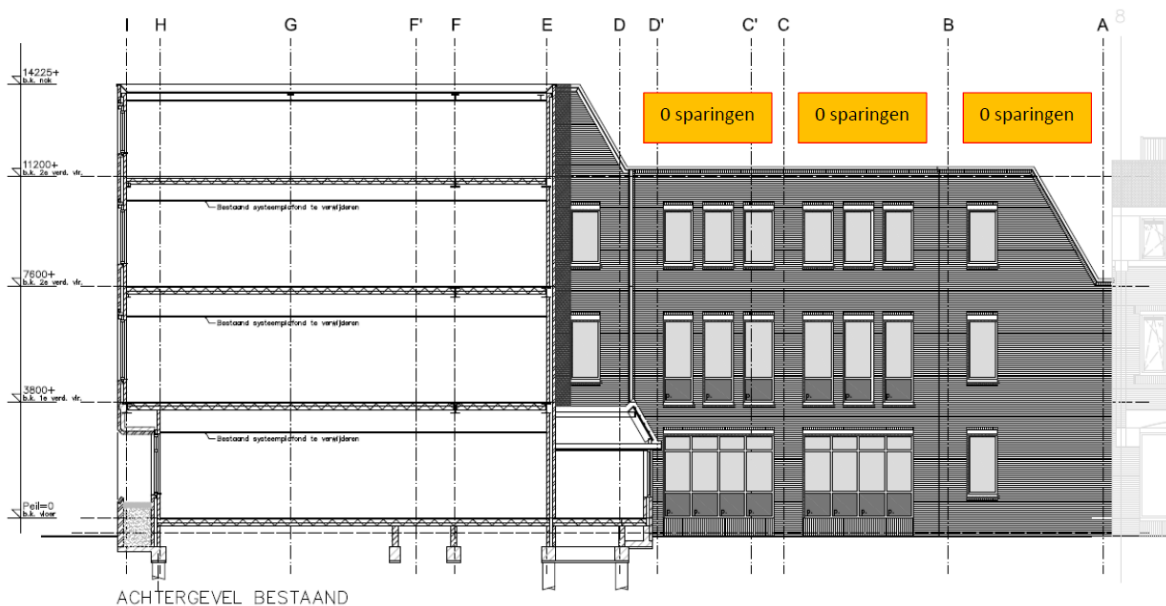 I H G F' F E D D' C' C B A
8
14225+
b.k. nok
0 sparingen 0 sparingen 0 sparingen
11200+
b.k. 2e verd. vlr.
Bestaand systeemplafond te verwijderen
7600+
b.k. 2e verd. vlr.
Bestaand systeemplafond te verwijderen
3800+
b.k. 1e verd. vlr.
Bestaand systeemplafond te verwijderen
Peil=0
b.k. vloer
ACHTERGEVEL BESTAAND